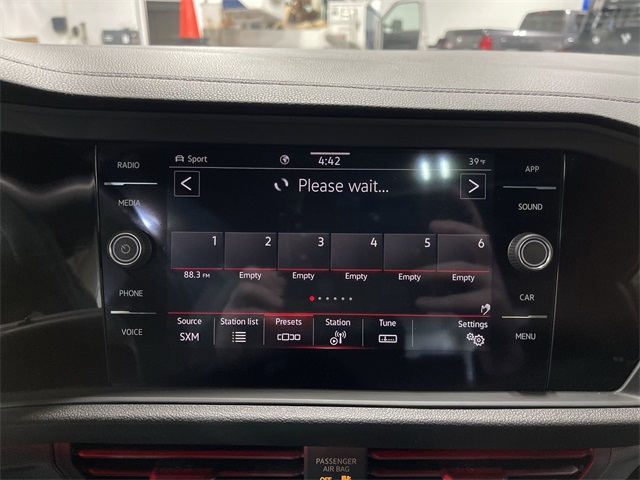 Sport 4:42 39 °F
RADIO
APP
Please wait...
MEDIA
SOUND
1 2 3 4 5 6
88.3 FM Empty Empty Empty Empty Empty
PHONE
CAR
Source Station list Presets Station Tune Settings
SXM
VOICE
MENU
PASSENGER
AIR BAG
OFF